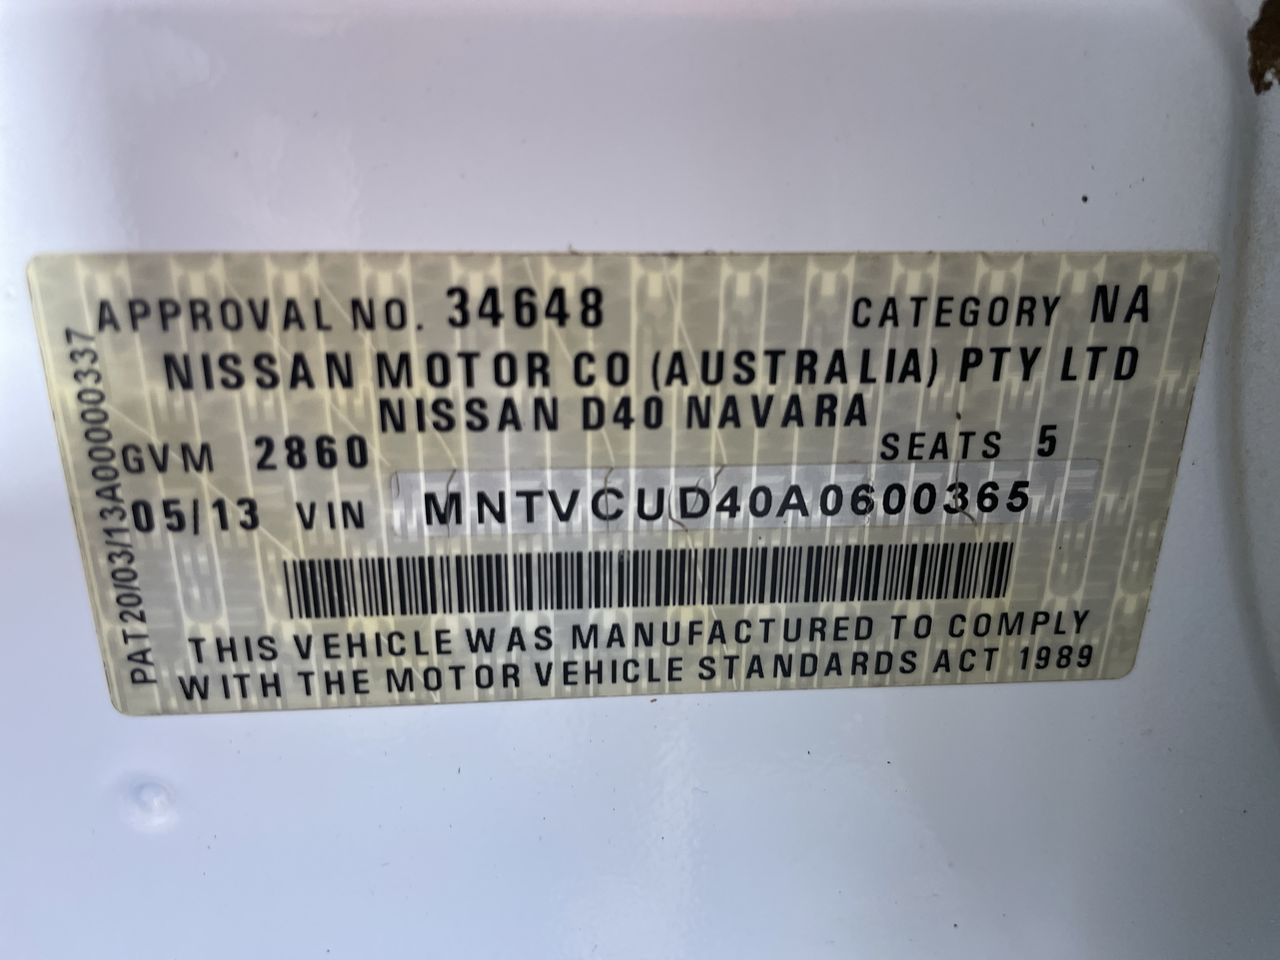 APPROVAL NO. 34648 CATEGORY NA
NISSAN MOTOR CO (AUSTRALIA) PTY LTD
NISSAN D40 NAVARA
GVM 2860 SEATS 5
05/13 VIN MNTVCUD40A0600365
THIS VEHICLE WAS MANUFACTURED TO COMPLY
WITH THE MOTOR VEHICLE STANDARDS ACT 1989
PAT20/03/13A000003337